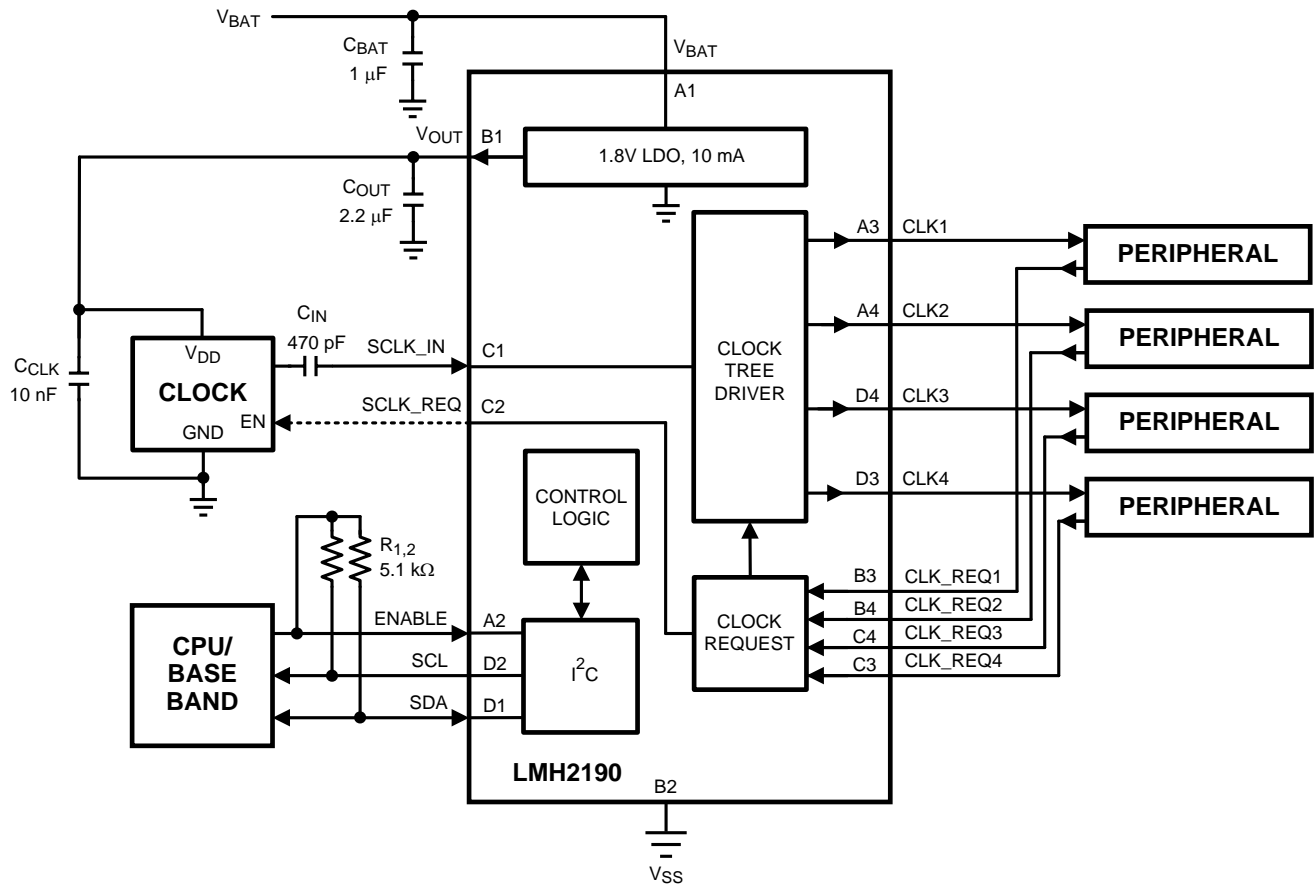 VBAT
CBAT
1 μF
VBAT
A1
VOUT
B1
1.8V LDO, 10 mA
COUT
2.2 μF
A3
CLK1
PERIPHERAL
CIN
470 pF
A4
CLK2
PERIPHERAL
CCLK
10 nF
VDD
CLOCK
EN
GND
SCLK_IN
C1
CLOCK
TREE
DRIVER
SCLK_REQ
C2
D4
CLK3
PERIPHERAL
D3
CLK4
PERIPHERAL
CONTROL
LOGIC
R1,2
5.1 kΩ
CLOCK
REQUEST
B3
CLK_REQ1
B4
CLK_REQ2
C4
CLK_REQ3
C3
CLK_REQ4
CPU/
BASE
BAND
ENABLE
A2
SCL
D2
SDA
D1
I2C
LMH2190
B2
VSS